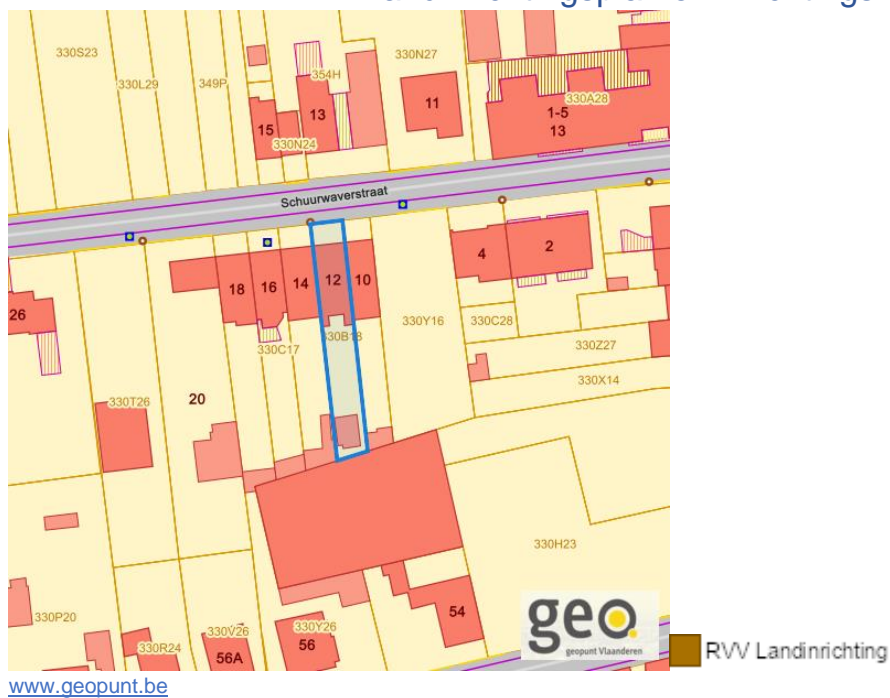 330S23
330L29
349P
354H
330N27
330A28
1-5
13
11
13
15
330N24
Schuurwaverstraat
4
2
18
16
14
12
10
26
330C17
330B18
330Y16
330C28
330Z27
330X14
330T26
20
330H23
330P20
330R24
330V26
330Y26
56A
56
54
geo.
geopunt Vlaanderen
RVV Landinrichting
www.geopunt.be